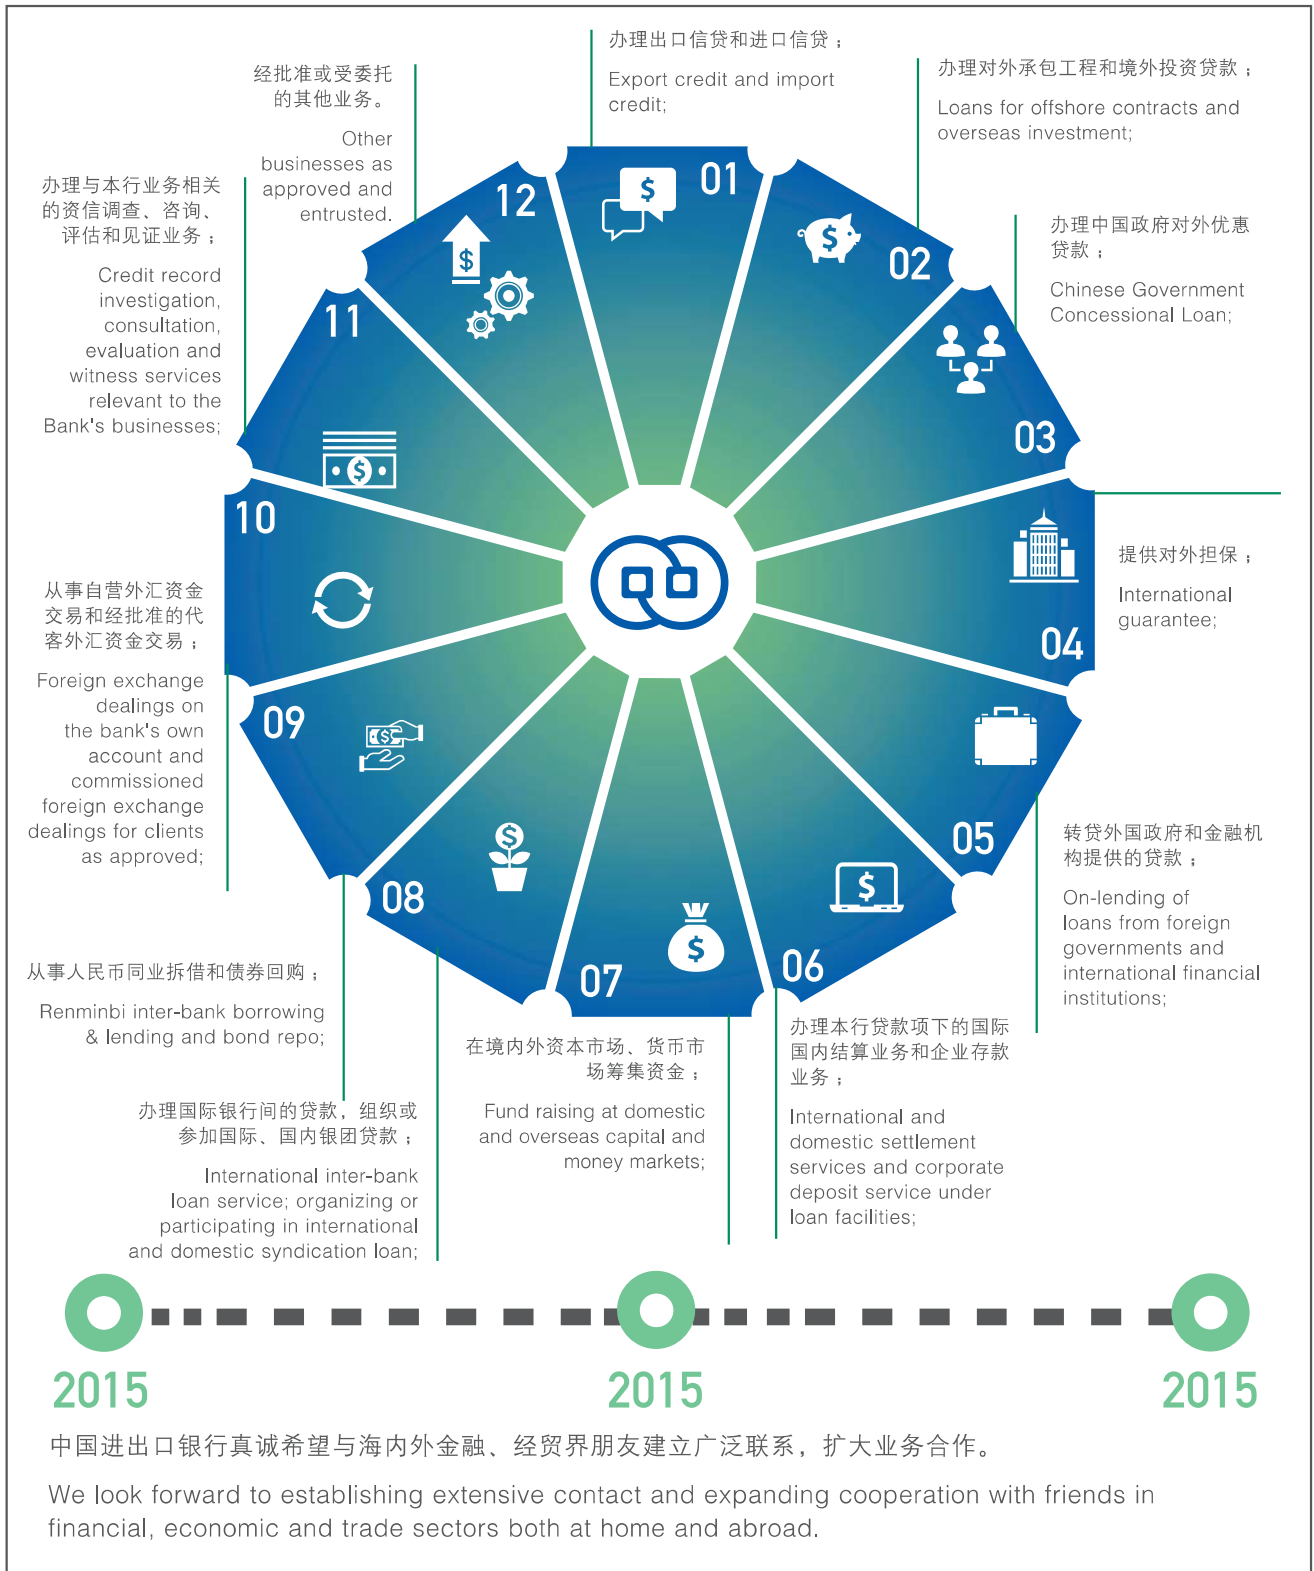 办理出口信贷和进口信贷；
Export credit and import
credit;
办理对外承包工程和境外投资贷款；
Loans for offshore contracts and
overseas investment;
办理中国政府对外优惠
贷款；
Chinese Government
Concessional Loan;
提供对外担保；
International
guarantee;
转贷外国政府和金融机
构提供的贷款；
On-lending of
loans from foreign
governments and
international financial
institutions;
办理本行贷款项下的国际
国内结算业务和企业存款
业务；
International and
domestic settlement
services and corporate
deposit service under
loan facilities;
在境内外资本市场、货币市
场筹集资金；
Fund raising at domestic
and overseas capital and
money markets;
办理国际银行间的贷款，组织或
参加国际、国内银团贷款；
International inter-bank
loan service; organizing or
participating in international
and domestic syndication loan;
从事人民币同业拆借和债券回购；
Renminbi inter-bank borrowing
& lending and bond repo;
从事自营外汇资金
交易和经批准的代
客外汇资金交易；
Foreign exchange
dealings on
the bank's own
account and
commissioned
foreign exchange
dealings for clients
as approved;
办理与本行业务相关
的资信调查、咨询、
评估和见证业务；
Credit record
investigation,
consultation,
evaluation and
witness services
relevant to the
Bank's businesses;
经批准或受委托
的其他业务。
Other
businesses as
approved and
entrusted.
01
02
03
04
05
06
07
08
09
10
11
12
$
$
$
$
$
$
$
$
2015
2015
2015
中国进出口银行真诚希望与海内外金融、经贸界朋友建立广泛联系，扩大业务合作。
We look forward to establishing extensive contact and expanding cooperation with friends in
financial, economic and trade sectors both at home and abroad.